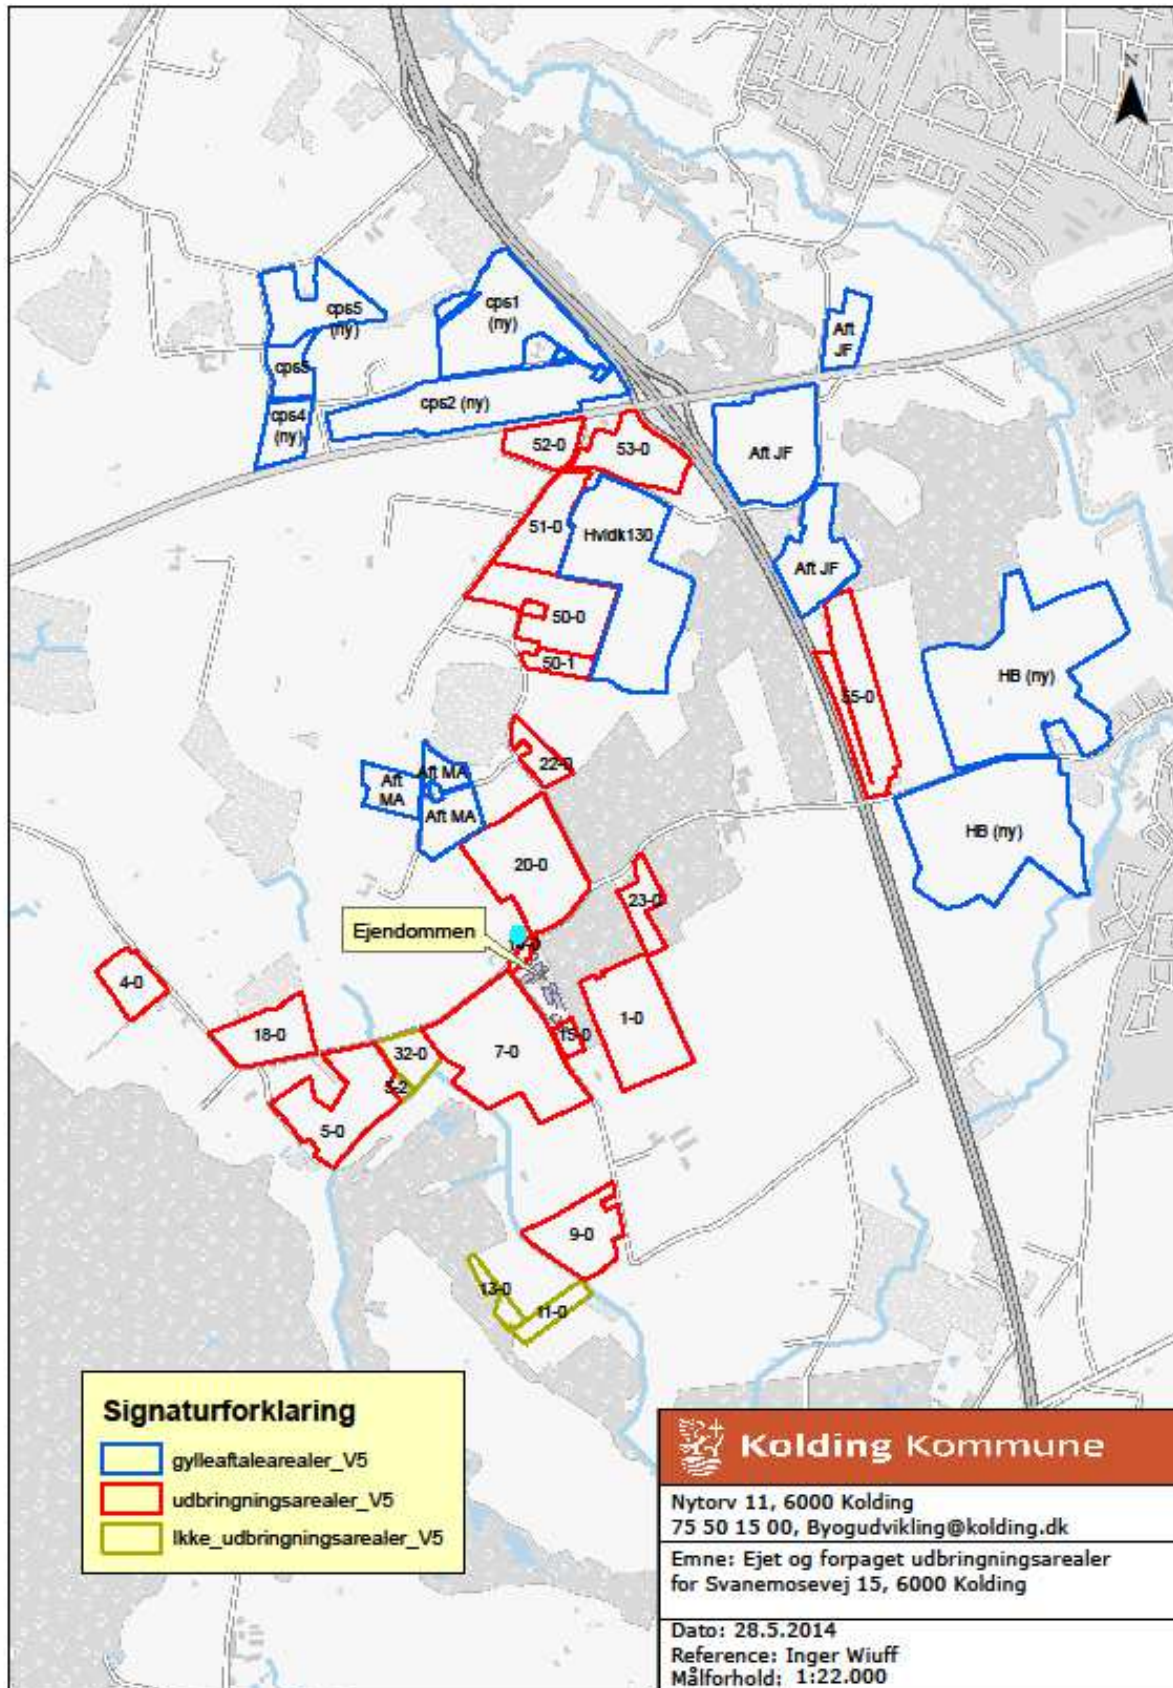 N
cps5
(ny)
cps1
(ny)
Aft
JF
cps5
cps4
(ny)
cps2 (ny)
52-0
53-0
Aft JF
51-0
Hvidk130
Aft JF
50-0
50-1
HB (ny)
55-0
22-0
Aft MA
Aft
MA
Aft MA
HB (ny)
20-0
23-0
Ejendommen
4-0
18-0
32-0
7-0
15-0
1-0
5-2
5-0
9-0
13-0
11-0
Signaturforklaring
gylleaftalearealer_V5
udbringningsarealer_V5
Ikke_udbringningsarealer_V5
Kolding Kommune
Nytorv 11, 6000 Kolding
75 50 15 00, Byogudvikling@kolding.dk
Emne: Ejet og forpaget udbringningsarealer
for Svanemosevej 15, 6000 Kolding
Dato: 28.5.2014
Reference: Inger Wiuff
Målforhold: 1:22.000